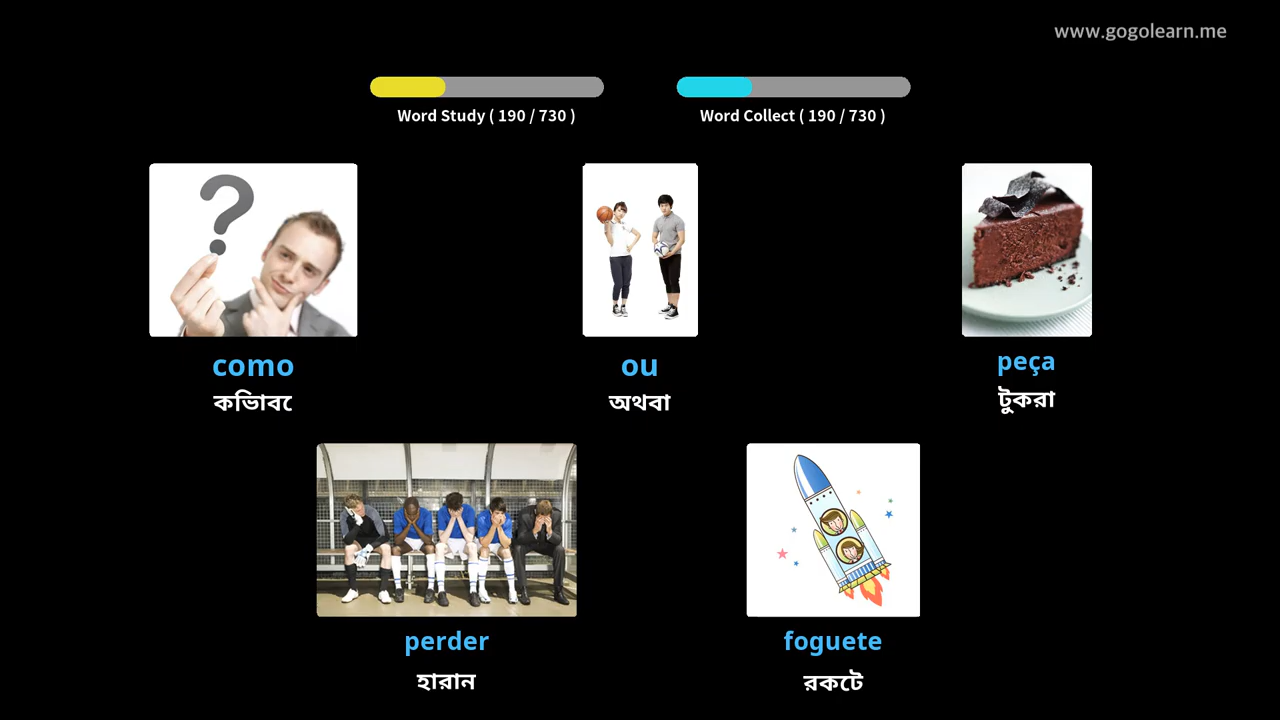 www.gogolearn.me
Word Study ( 190 / 730 )
Word Collect ( 190 / 730 )
como
ou
peça
কিভাবে
অথবা
টুকরা
perder
foguete
হারান
রকেট